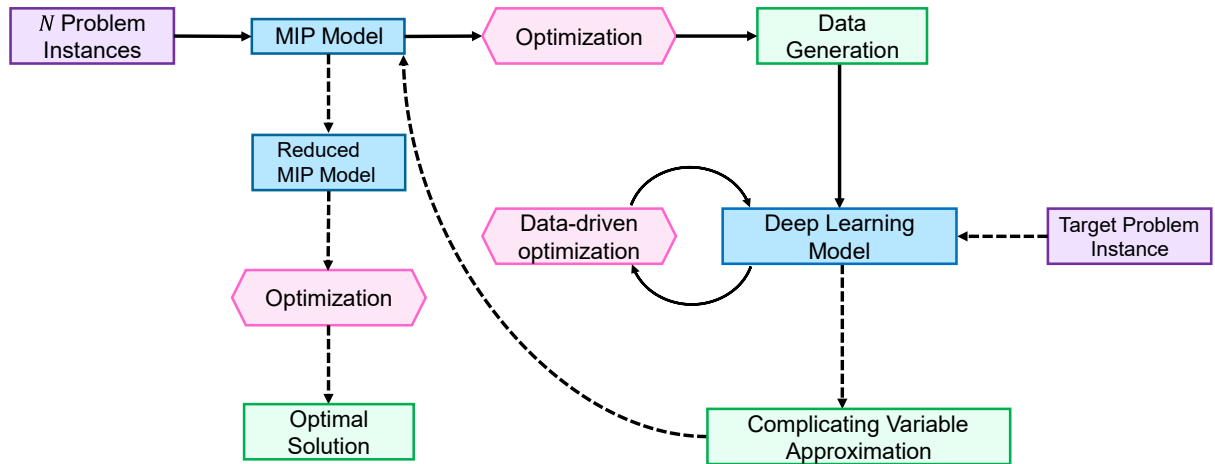 N Problem
Instances
MIP Model
Optimization
Data
Generation
Reduced
MIP Model
Data-driven
optimization
Deep Learning
Model
Target Problem
Instance
Optimization
Optimal
Solution
Complicating Variable
Approximation